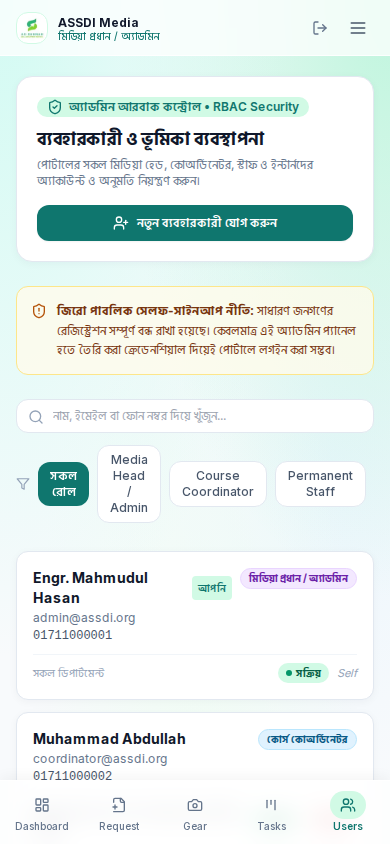 ASSDI Media
মিডিয়া প্রধান / অ্যাডমিন
অ্যাডমিন আরবাক কন্ট্রোল • RBAC Security
ব্যবহারকারী ও ভূমিকা ব্যবস্থাপনা
পোর্টালের সকল মিডিয়া হেড, কোঅর্ডিনেটর, স্টাফ ও ইন্টার্নদের
অ্যাকাউন্ট ও অনুমতি নিয়ন্ত্রণ করুন।
নতুন ব্যবহারকারী যোগ করুন
জিরো পাবলিক সেলফ-সাইনআপ নীতি: সাধারণ জনগণের
রেজিস্ট্রেশন সম্পূর্ণ বন্ধ রাখা হয়েছে। কেবলমাত্র এই অ্যাডমিন প্যানেল
হতে তৈরি করা ক্রেডেনশিয়াল দিয়েই পোর্টালে লগইন করা সম্ভব।
নাম, ইমেইল বা ফোন নম্বর দিয়ে খুঁজুন...
সকল
রোল
Media
Head
/
Admin
Course
Coordinator
Permanent
Staff
Engr. Mahmudul
Hasan
আপনি
মিডিয়া প্রধান / অ্যাডমিন
admin@assdi.org
01711000001
সকল ডিপার্টমেন্ট
সক্রিয়
Self
Muhammad Abdullah
কোর্স কোঅর্ডিনেটর
coordinator@assdi.org
01711000002
Dashboard
Request
Gear
Tasks
Users